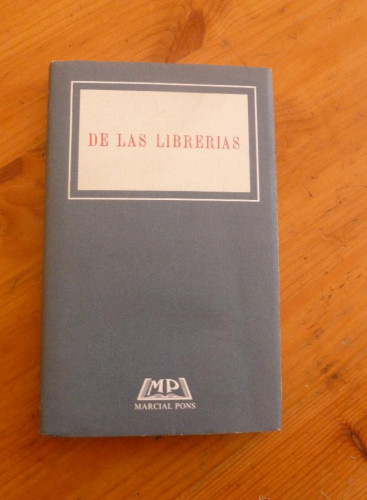 DE LAS LIBRERIAS
MP
MARCIAL PONS